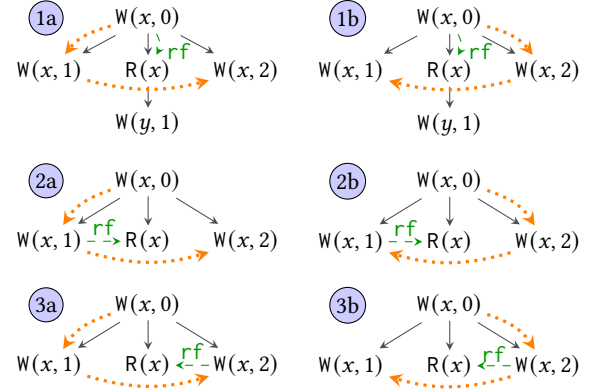 1a W(x, 0) 1b W(x, 0)
rf rf
W(x, 1) R(x) W(x, 2) W(x, 1) R(x) W(x, 2)
W(y, 1) W(y, 1)
2a W(x, 0) 2b W(x, 0)
rf rf
W(x, 1) R(x) W(x, 2) W(x, 1) R(x) W(x, 2)
3a W(x, 0) 3b W(x, 0)
rf rf
W(x, 1) R(x) W(x, 2) W(x, 1) R(x) W(x, 2)